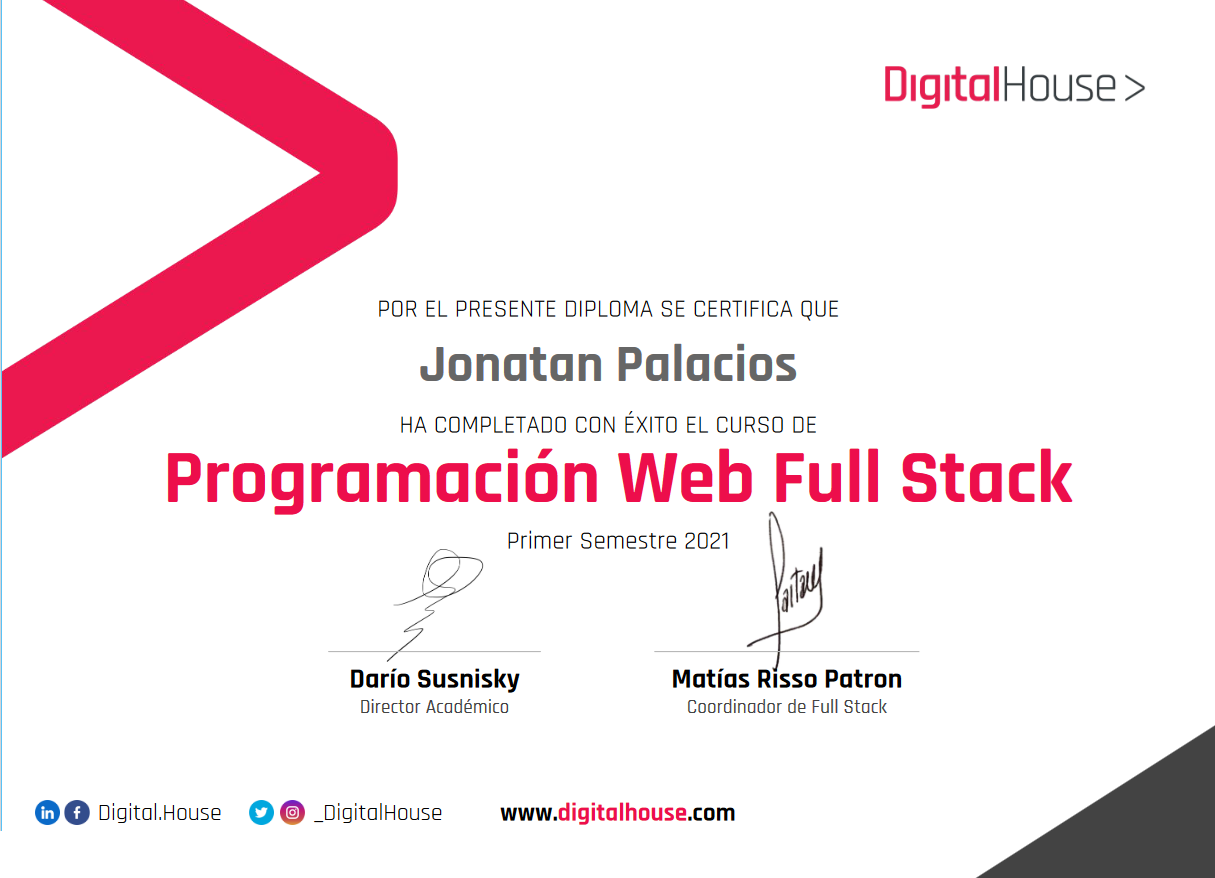 DigitalHouse>
POR EL PRESENTE DIPLOMA SE CERTIFICA QUE
Jonatan Palacios
HA COMPLETADO CON ÉXITO EL CURSO DE
Programación Web Full Stack
Primer Semestre 2021
Darío Susnisky
Director Académico
Matías Risso Patron
Coordinador de Full Stack
in f Digital.House _DigitalHouse www.digitalhouse.com